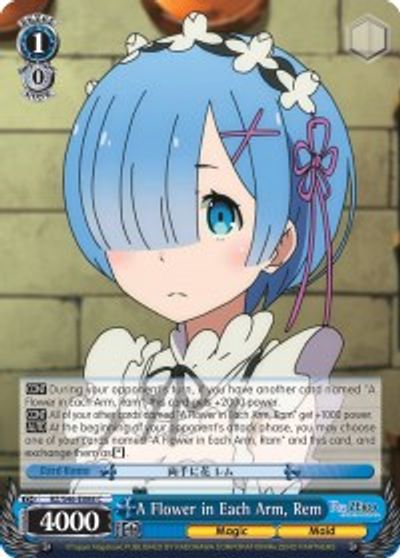 1
0
CONT During your opponent's turn, if you have another card named "A
Flower in Each Arm, Rem", this card gets +2000 power.
CONT All of your other cards named "A Flower in Each Arm, Rem" get +1000 power.
AUTO At the beginning of your opponent's attack phase, you may choose
one of your cards named "A Flower in Each Arm, Rem" and this card, and
exchange them as
Card Name 両手に花 レム
4000
A Flower in Each Arm, Rem
Magic Maid